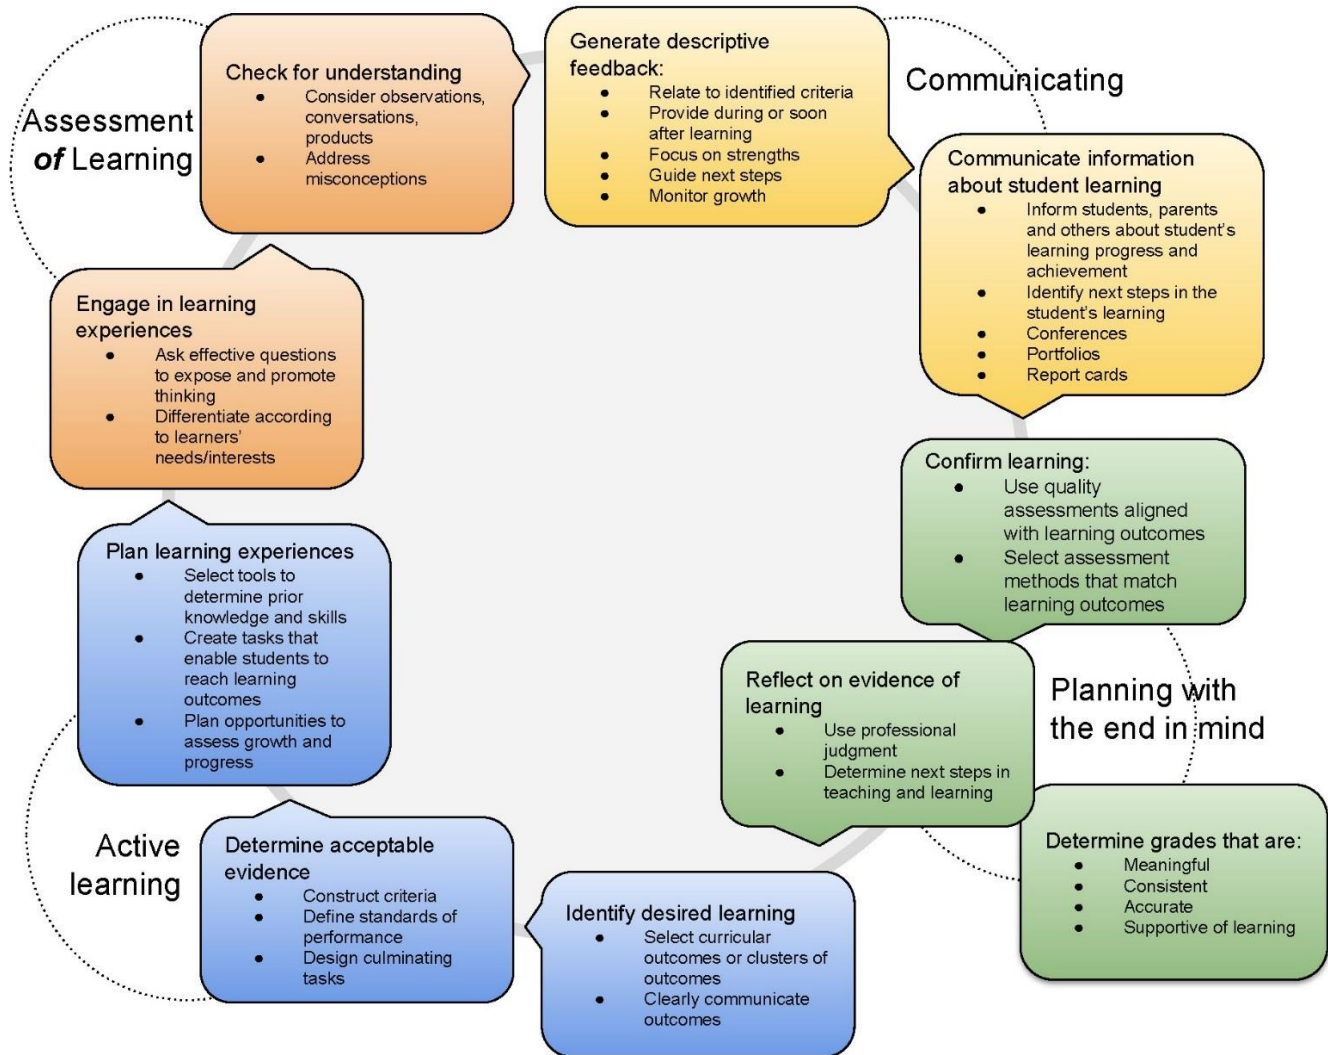 Assessment
of Learning
Check for understanding
● Consider observations,
conversations,
products
● Address
misconceptions
Generate descriptive
feedback:
● Relate to identified criteria
● Provide during or soon
after learning
● Focus on strengths
● Guide next steps
● Monitor growth
Communicating
Communicate information
about student learning
● Inform students, parents
and others about student's
learning progress and
achievement
● Identify next steps in the
student's learning
● Conferences
● Portfolios
● Report cards
Engage in learning
experiences
● Ask effective questions
to expose and promote
thinking
● Differentiate according
to learners'
needs/interests
Confirm learning:
● Use quality
assessments aligned
with learning outcomes
● Select assessment
methods that match
learning outcomes
Plan learning experiences
● Select tools to
determine prior
knowledge and skills
● Create tasks that
enable students to
reach learning
outcomes
● Plan opportunities to
assess growth and
progress
Reflect on evidence of
learning
● Use professional
judgment
● Determine next steps in
teaching and learning
Planning with
the end in mind
Active
learning
Determine acceptable
evidence
● Construct criteria
● Define standards of
performance
● Design culminating
tasks
Identify desired learning
● Select curricular
outcomes or clusters of
outcomes
● Clearly communicate
outcomes
Determine grades that are:
● Meaningful
● Consistent
● Accurate
● Supportive of learning